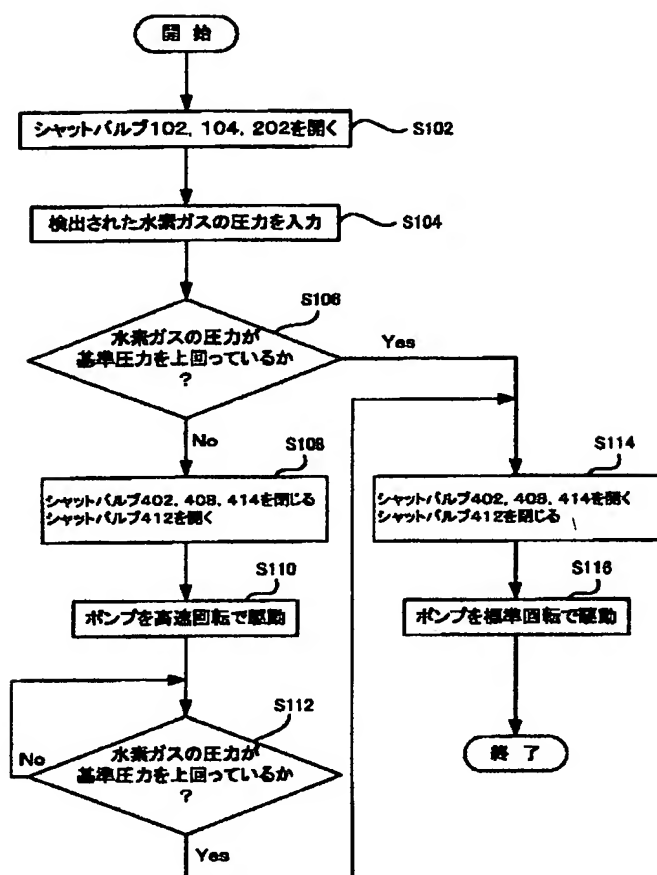 開 始
シャットバルブ102, 104, 202を開く
S102
検出された水素ガスの圧力を入力
S104
S106
水素ガスの圧力が
基準圧力を上回っているか
?
Yes
No
S108
シャットバルブ402, 408, 414を閉じる
シャットバルブ412を開く
S110
ポンプを高速回転で駆動
S112
水素ガスの圧力が
基準圧力を上回っているか
?
No
Yes
S114
シャットバルブ402, 408, 414を開く
シャットバルブ412を閉じる
S116
ポンプを標準回転で駆動
終 了